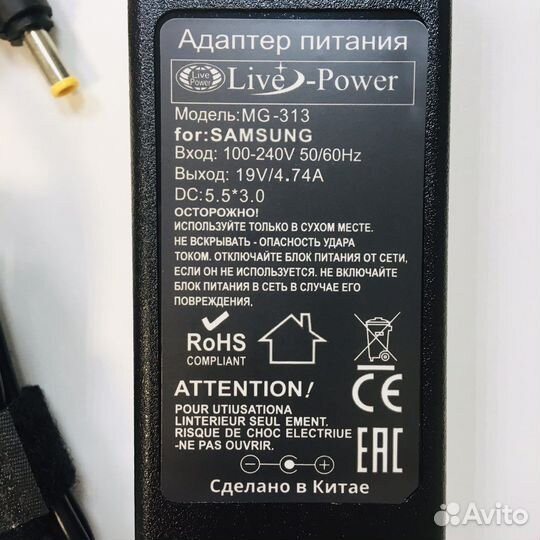 Адаптер питания
Live Power
Live-Power
Модель:MG-313
for:SAMSUNG
Вход: 100-240V 50/60Hz
Выход: 19V/4.74A
DC:5.5*3.0
ОСТОРОЖНО!
ИСПОЛЬЗУЙТЕ ТОЛЬКО В СУХОМ МЕСТЕ.
НЕ ВСКРЫВАТЬ - ОПАСНОСТЬ УДАРА
ТОКОМ. ОТКЛЮЧАЙТЕ БЛОК ПИТАНИЯ ОТ СЕТИ,
ЕСЛИ ОН НЕ ИСПОЛЬЗУЕТСЯ. НЕ ВКЛЮЧАЙТЕ
БЛОК ПИТАНИЯ В СЕТЬ В СЛУЧАЕ ЕГО
ПОВРЕЖДЕНИЯ.
RoHS
COMPLIANT
ATTENTION!
POUR UTIUSATIONA
LINTERIEUR SEUL EMENT.
RISQUE DE CHOC ELECTRIUE
-NE PAS OUVRIR.
CE
EAC
Сделано в Китае
Avito